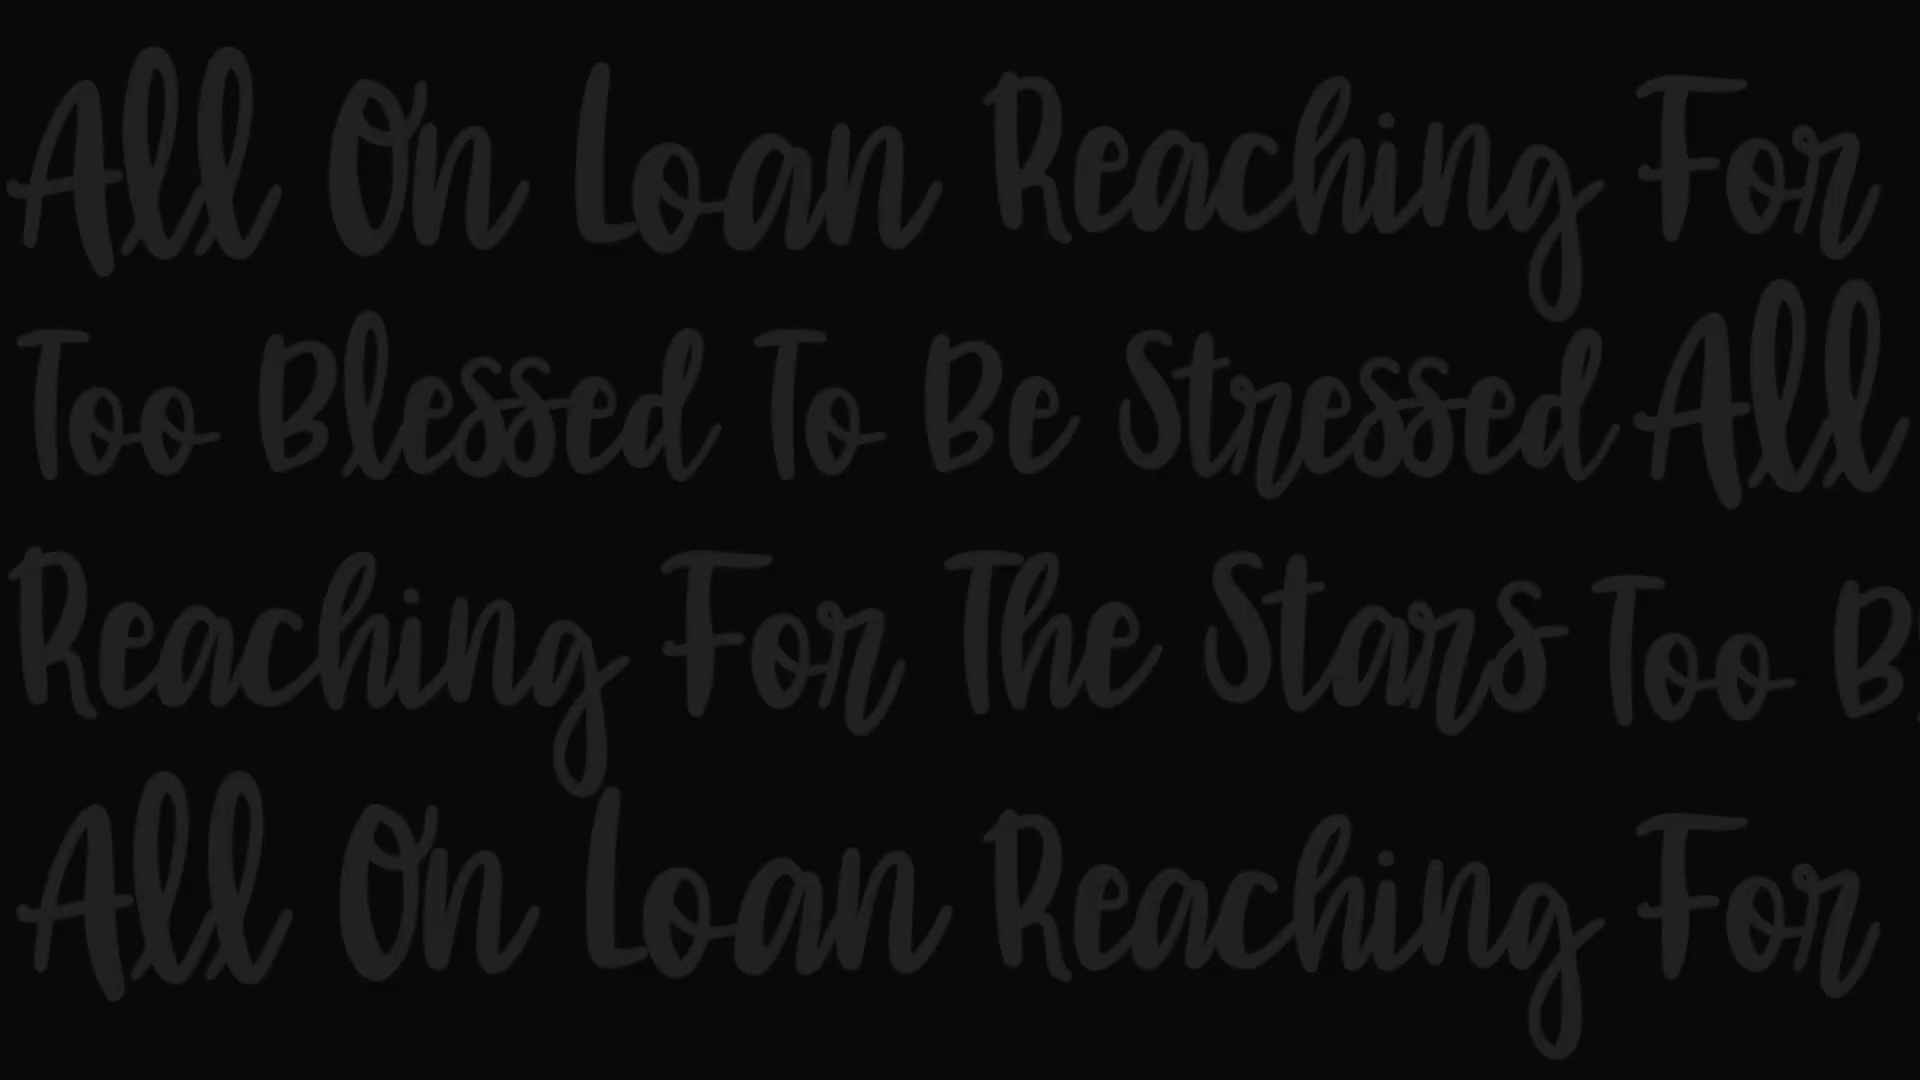 All On Loan Reaching For
Too Blessed To Be Stressed All
Reaching For The Stars Too B
All On Loan Reaching For